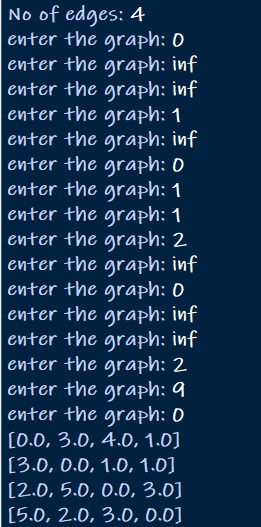 No of edges: 4
enter the graph: 0
enter the graph: inf
enter the graph: inf
enter the graph: 1
enter the graph: inf
enter the graph: 0
enter the graph: 1
enter the graph: 1
enter the graph: 2
enter the graph: inf
enter the graph: 0
enter the graph: inf
enter the graph: inf
enter the graph: 2
enter the graph: 9
enter the graph: 0
[0.0, 3.0, 4.0, 1.0]
[3.0, 0.0, 1.0, 1.0]
[2.0, 5.0, 0.0, 3.0]
[5.0, 2.0, 3.0, 0.0]